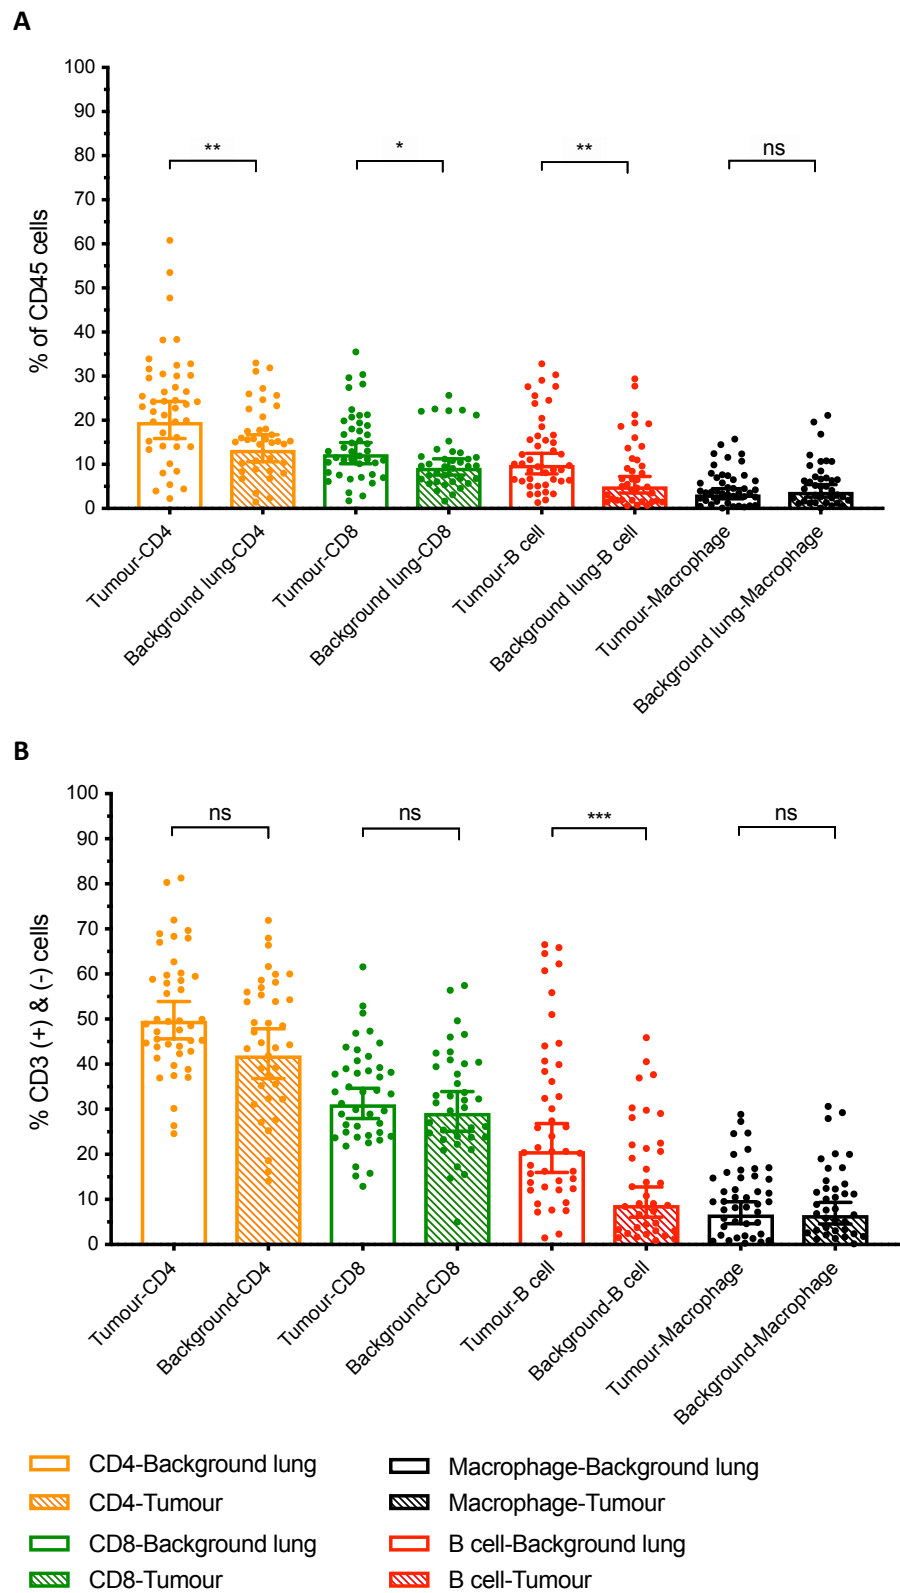 A
% of CD45 cells
100
90
80
70
60
50
40
30
20
10
0
** * ** ns
Tumour-CD4
Background lung-CD4
Tumour-CD8
Background lung-CD8
Tumour-B cell
Background lung-B cell
Tumour-Macrophage
Background lung-Macrophage
B
% CD3 (+) & (-) cells
100
90
80
70
60
50
40
30
20
10
0
ns ns *** ns
Tumour-CD4
Background-CD4
Tumour-CD8
Background-CD8
Tumour-B cell
Background-B cell
Tumour-Macrophage
Background-Macrophage
CD4-Background lung
CD4-Tumour
CD8-Background lung
CD8-Tumour
Macrophage-Background lung
Macrophage-Tumour
B cell-Background lung
B cell-Tumour